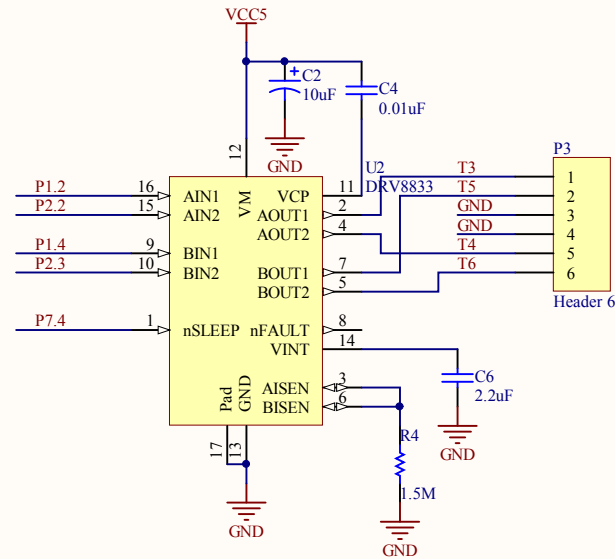 VCC5
C2
10uF
C4
0.01uF
GND
12
U2
DRV8833
P3
P1.2
16
AIN1
VM
VCP
11
T3
1
P2.2
15
AIN2
AOUT1
2
T5
2
AOUT2
4
GND
3
P1.4
9
BIN1
GND
4
P2.3
10
BIN2
BOUT1
7
T4
5
BOUT2
5
T6
6
Header 6
P7.4
1
nSLEEP
nFAULT
8
VINT
14
C6
2.2uF
AISEN
3
BISEN
6
Pad
GND
17
13
R4
1.5M
GND
GND
GND